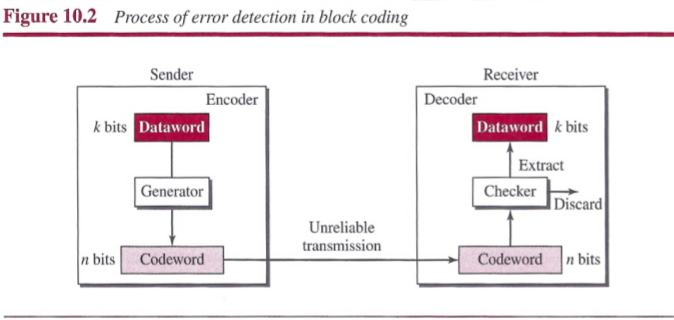 Figure 10.2 Process of error detection in block coding
Sender
Encoder
k bits Dataword
Generator
n bits Codeword
Unreliable
transmission
Receiver
Decoder
Dataword k bits
Extract
Checker
Discard
Codeword n bits